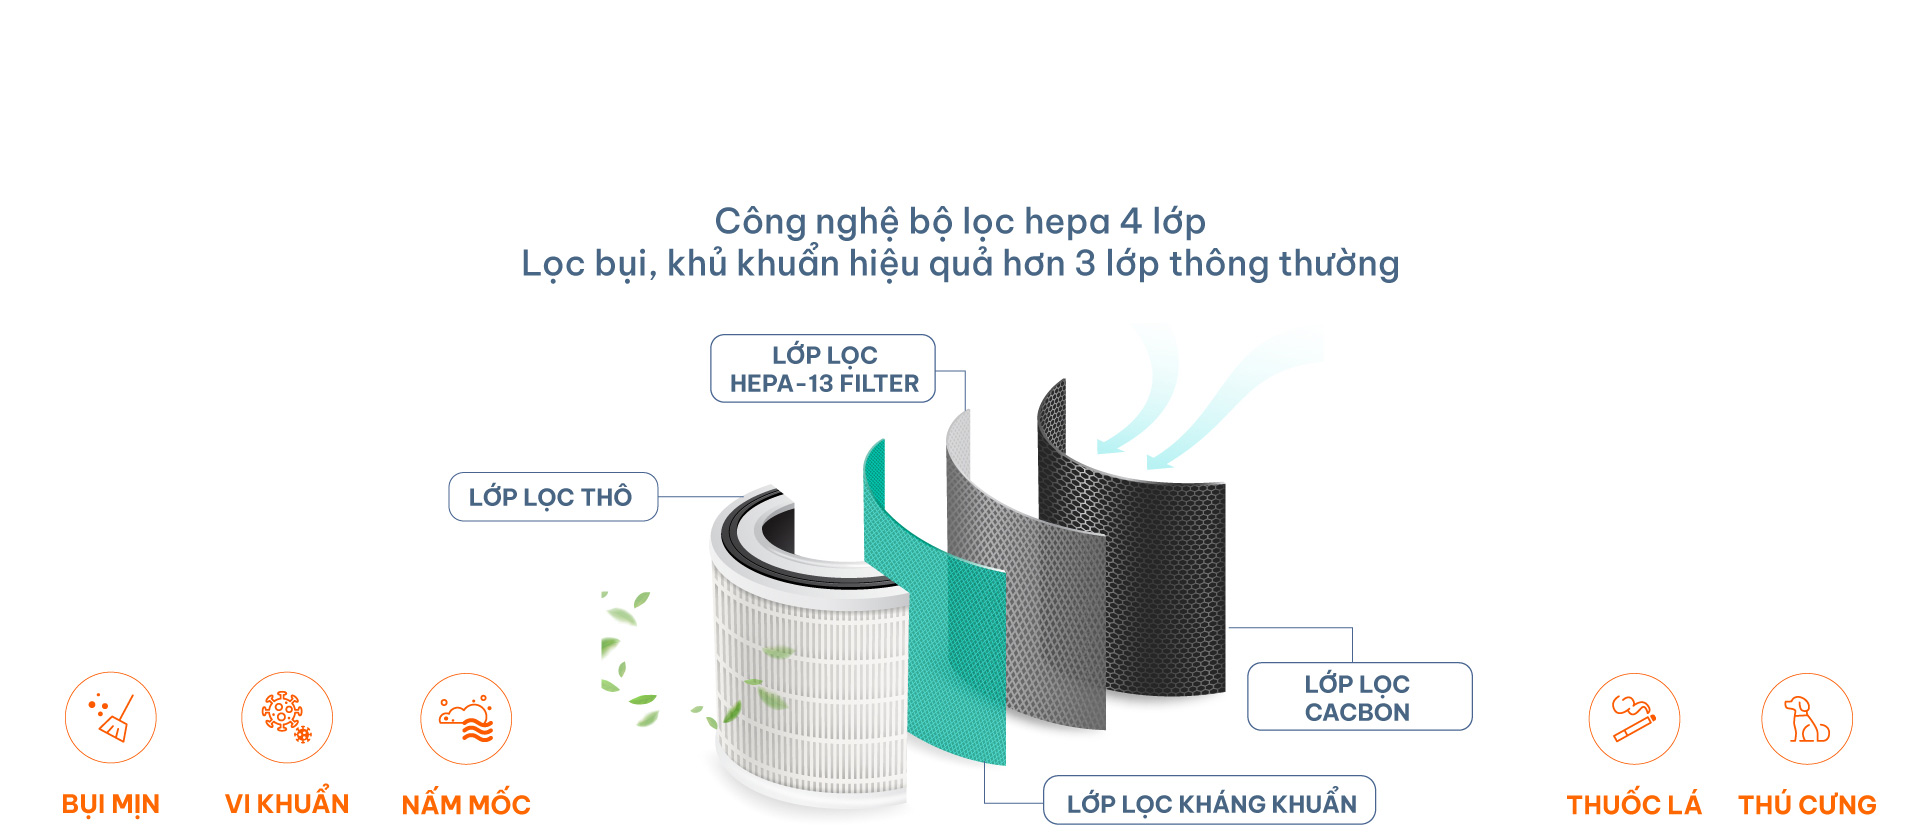 Công nghệ bộ lọc hepa 4 lớp
Lọc bụi, khủ khuẩn hiệu quả hơn 3 lớp thông thường
LỚP LỌC
HEPA-13 FILTER
LỚP LỌC THÔ
LỚP LỌC
CACBON
LỚP LỌC KHÁNG KHUẨN
BỤI MỊN
VI KHUẨN
NẤM MỐC
THUỐC LÁ
THÚ CƯNG